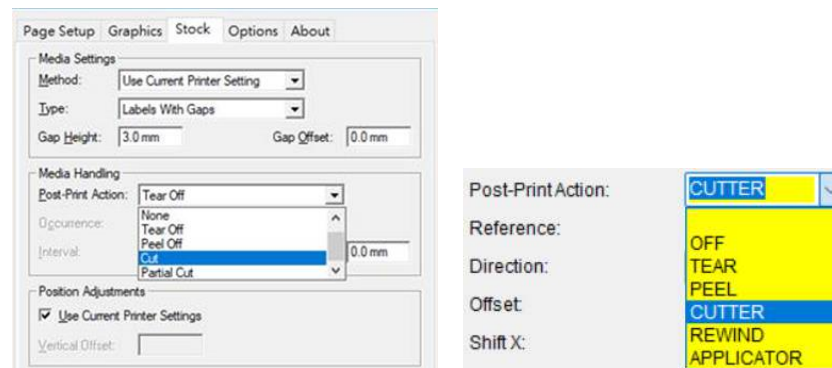 Page Setup Graphics Stock Options About
Media Settings
Method: Use Current Printer Setting
Type: Labels With Gaps
Gap Height: 3.0 mm Gap Offset: 0.0 mm
Media Handling
Post-Print Action: Tear Off
None
Occurrence:
Tear Off
Peel Off
Interval: 0.0 mm
Cut
Partial Cut
Position Adjustments
Use Current Printer Settings
Vertical Offset:
Post-Print Action: CUTTER
Reference:
OFF
Direction: TEAR
PEEL
Offset: CUTTER
REWIND
Shift X:
APPLICATOR